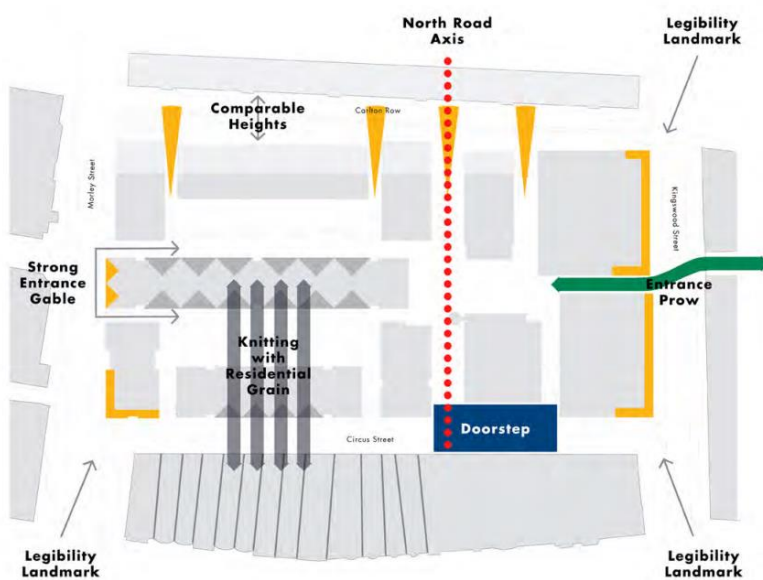 North Road
Axis
Legibility
Landmark
Comparable
Heights
Carlton Row
Morley Street
Kingswood Street
Strong
Entrance
Gable
Entrance
Prow
Knitting
with
Residential
Grain
Doorstep
Circus Street
Legibility
Landmark
Legibility
Landmark